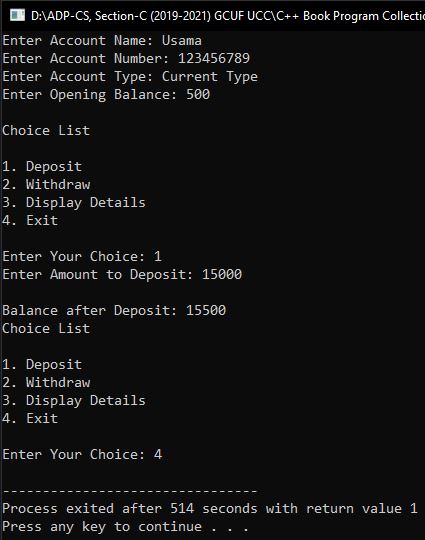 D:\ADP-CS, Section-C (2019-2021) GCUF UCC\C++ Book Program Collectio
Enter Account Name: Usama
Enter Account Number: 123456789
Enter Account Type: Current Type
Enter Opening Balance: 500
Choice List
1. Deposit
2. Withdraw
3. Display Details
4. Exit
Enter Your Choice: 1
Enter Amount to Deposit: 15000
Balance after Deposit: 15500
Choice List
1. Deposit
2. Withdraw
3. Display Details
4. Exit
Enter Your Choice: 4
--------------------------------
Process exited after 514 seconds with return value 1
Press any key to continue . . .